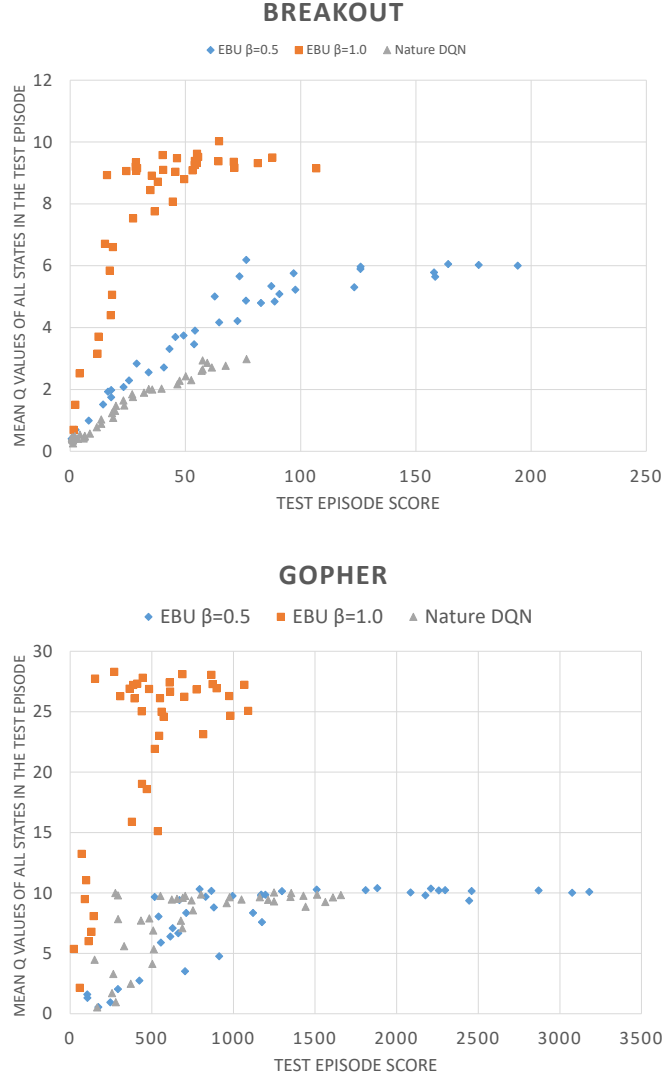 BREAKOUT
EBU β=0.5 EBU β=1.0 Nature DQN
MEAN Q VALUES OF ALL STATES IN THE TEST EPISODE
12
10
8
6
4
2
0
0 50 100 150 200 250
TEST EPISODE SCORE
GOPHER
EBU β=0.5 EBU β=1.0 Nature DQN
MEAN Q VALUES OF ALL STATES IN THE TEST EPISODE
30
25
20
15
10
5
0
0 500 1000 1500 2000 2500 3000 3500
TEST EPISODE SCORE